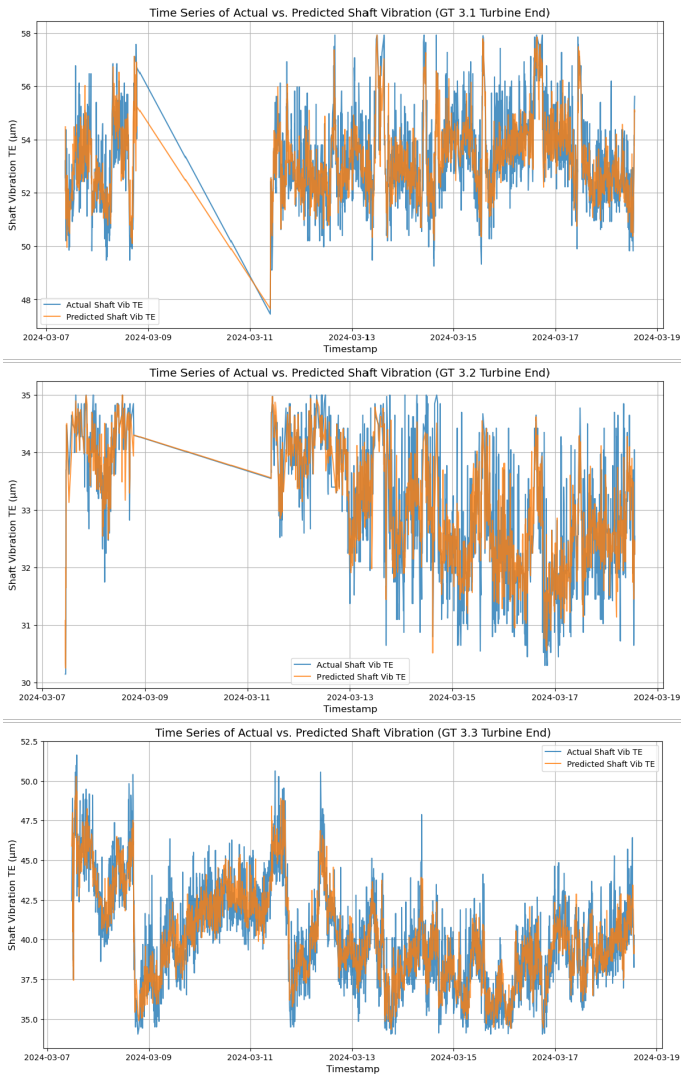 Time Series of Actual vs. Predicted Shaft Vibration (GT 3.1 Turbine End)
58
56
54
52
50
48
Shaft Vibration TE (μm)
Actual Shaft Vib TE
Predicted Shaft Vib TE
2024-03-07 2024-03-09 2024-03-11 2024-03-13 2024-03-15 2024-03-17 2024-03-19
Timestamp
Time Series of Actual vs. Predicted Shaft Vibration (GT 3.2 Turbine End)
35
34
33
32
31
30
Shaft Vibration TE (μm)
Actual Shaft Vib TE
Predicted Shaft Vib TE
2024-03-07 2024-03-09 2024-03-11 2024-03-13 2024-03-15 2024-03-17 2024-03-19
Timestamp
Time Series of Actual vs. Predicted Shaft Vibration (GT 3.3 Turbine End)
52.5
50.0
47.5
45.0
42.5
40.0
37.5
35.0
Shaft Vibration TE (μm)
Actual Shaft Vib TE
Predicted Shaft Vib TE
2024-03-07 2024-03-09 2024-03-11 2024-03-13 2024-03-15 2024-03-17 2024-03-19
Timestamp